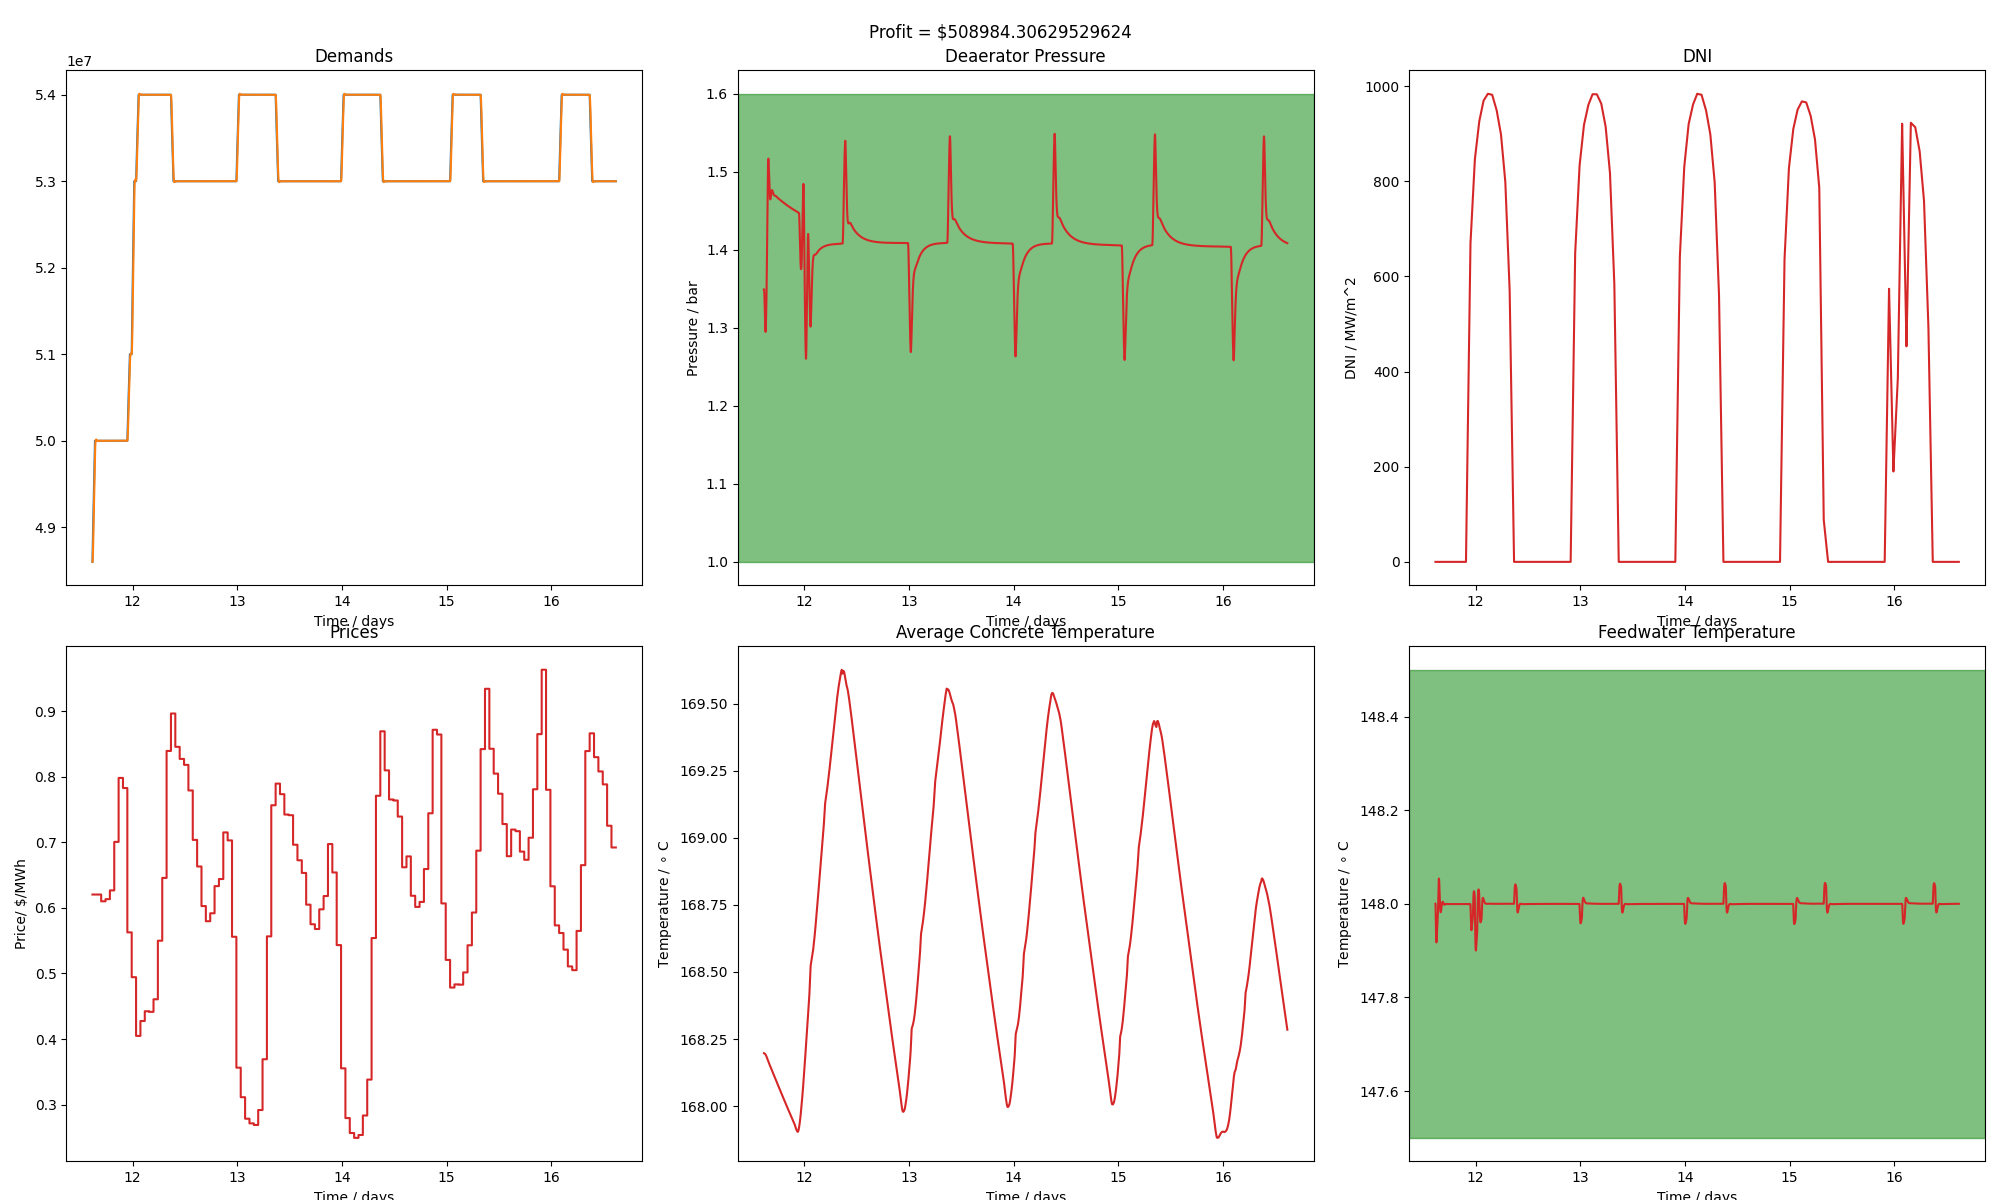 Profit = $508984.30629529624
Demands
1e7
5.4
5.3
5.2
5.1
5.0
4.9
12 13 14 15 16
Time / days
Deaerator Pressure
Pressure / bar
1.6
1.5
1.4
1.3
1.2
1.1
1.0
12 13 14 15 16
Time / days
DNI
DNI / MW/m^2
1000
800
600
400
200
0
12 13 14 15 16
Time / days
Prices
Price/ $/MWh
0.9
0.8
0.7
0.6
0.5
0.4
0.3
12 13 14 15 16
Time / days
Average Concrete Temperature
Temperature / ∘ C
169.50
169.25
169.00
168.75
168.50
168.25
168.00
12 13 14 15 16
Time / days
Feedwater Temperature
Temperature / ∘ C
148.4
148.2
148.0
147.8
147.6
12 13 14 15 16
Time / days